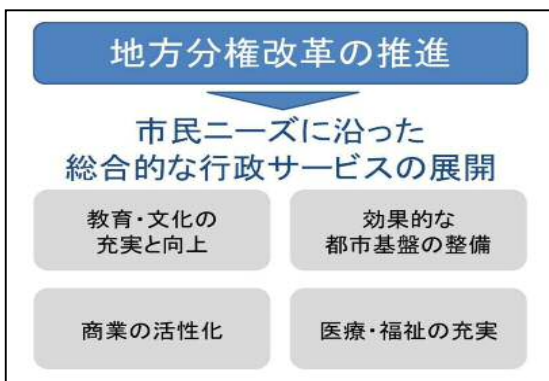 地方分権改革の推進
市民ニーズに沿った
総合的な行政サービスの展開
教育・文化の
充実と向上
効果的な
都市基盤の整備
商業の活性化
医療・福祉の充実